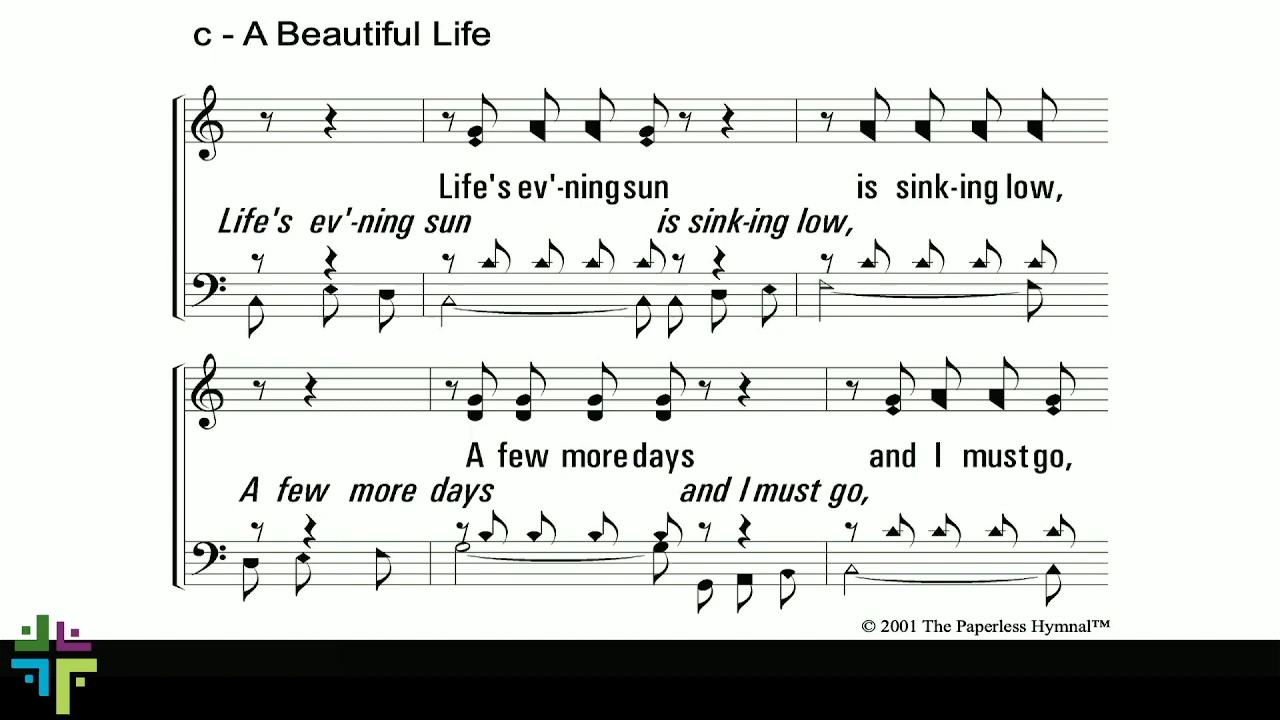 c - A Beautiful Life
Life's ev'-ning sun is sink-ing low,
Life's ev'-ning sun is sink-ing low,
A few more days and I must go,
A few more days and I must go,
© 2001 The Paperless Hymnal™